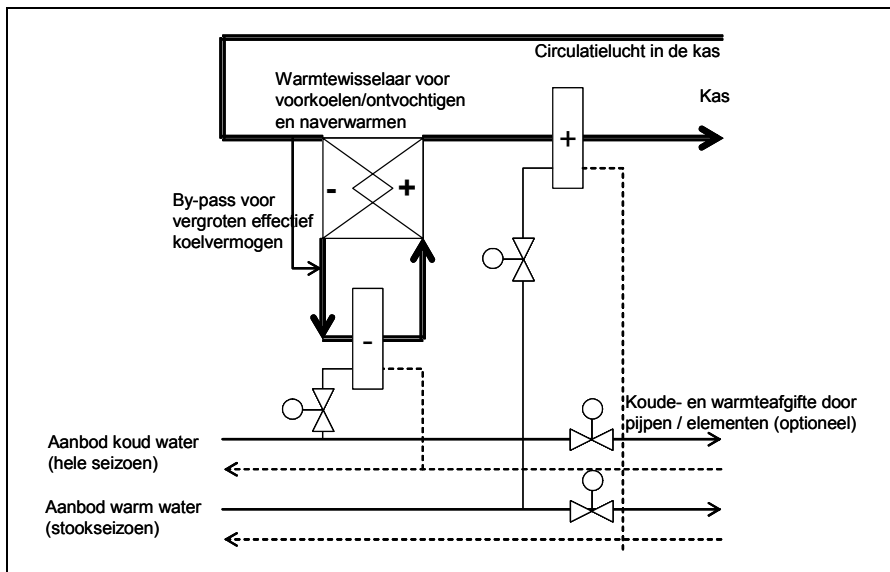 Circulatielucht in de kas
Warmtewisselaar voor
voorkoelen/ontvochtigen
en naverwarmen
Kas
+
- +
By-pass voor
vergroten effectief
koelvermogen
-
Koude- en warmteafgifte door
pijpen / elementen (optioneel)
Aanbod koud water
(hele seizoen)
Aanbod warm water
(stookseizoen)